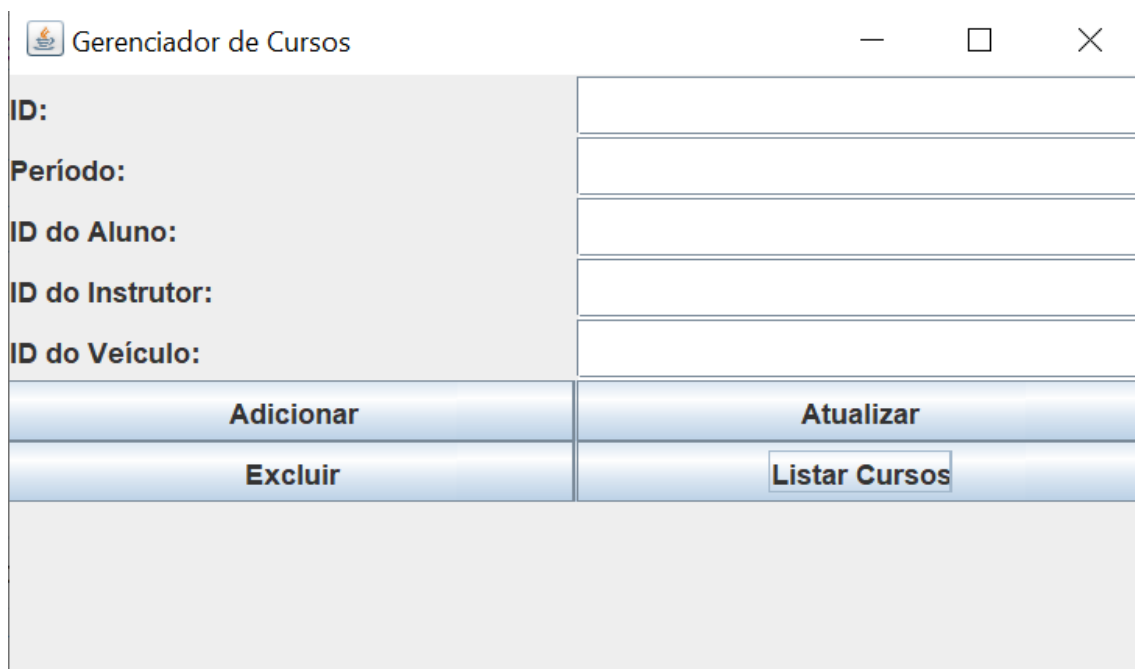 Gerenciador de Cursos
ID:
Período:
ID do Aluno:
ID do Instrutor:
ID do Veículo:
Adicionar Atualizar
Excluir Listar Cursos